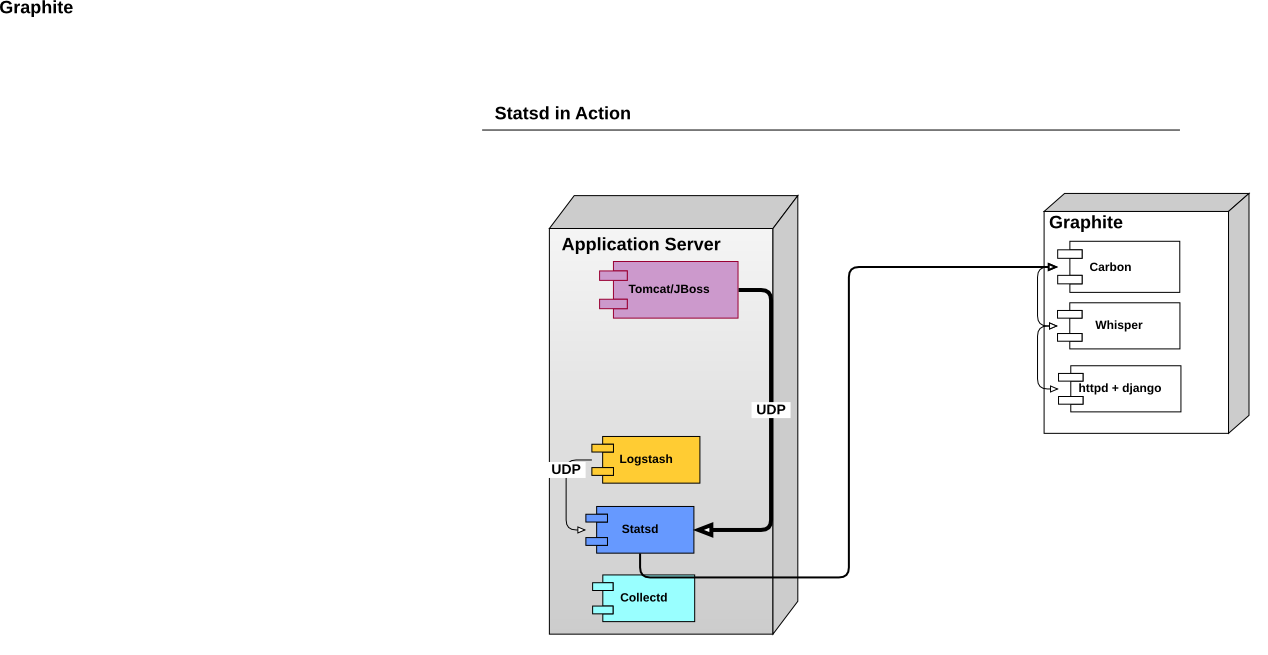 Graphite
Statsd in Action
Application Server
Tomcat/JBoss
UDP
Logstash
UDP
Statsd
Collectd
Graphite
Carbon
Whisper
httpd + django